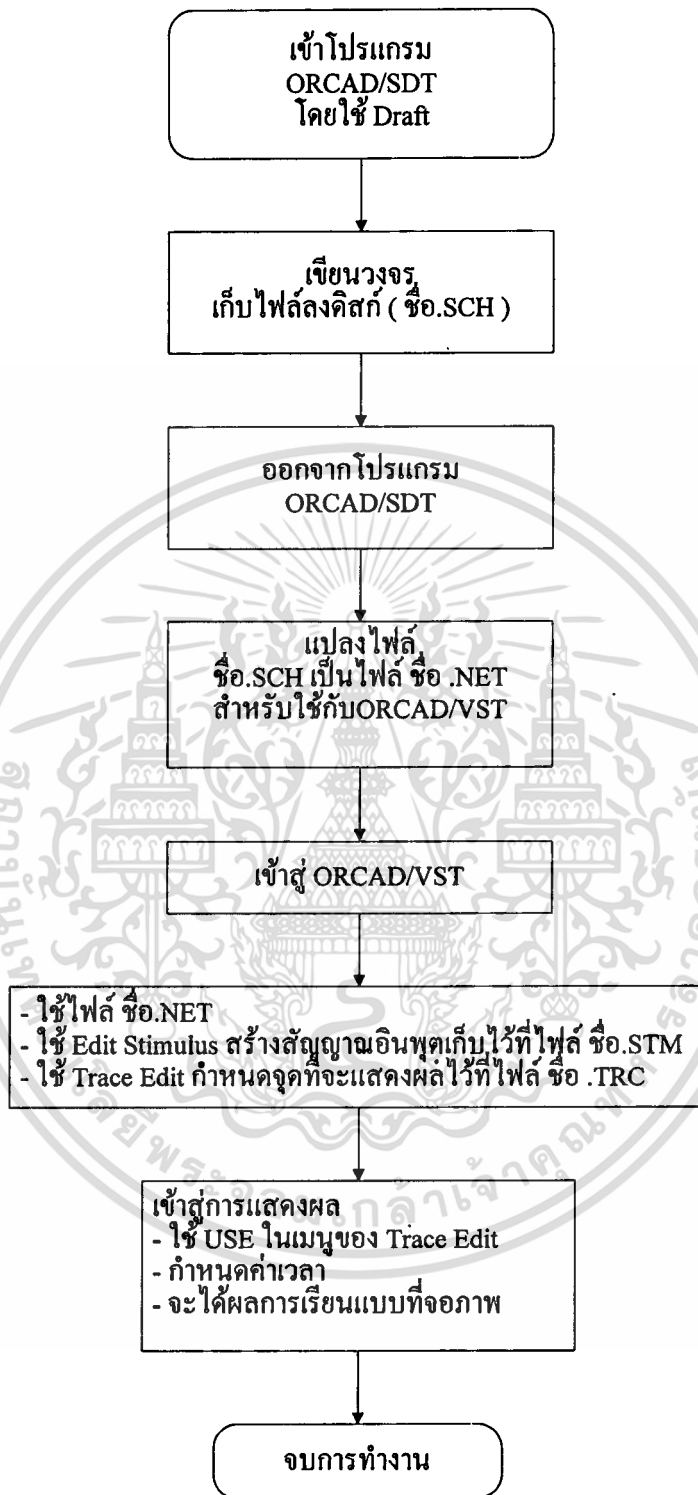 เข้าโปรแกรม
ORCAD/SDT
โดยใช้ Draft
เขียนวงจร
เก็บไฟล์ลงดิสก์ ( ชื่อ.SCH )
ออกจากโปรแกรม
ORCAD/SDT
แปลงไฟล์
ชื่อ.SCH เป็นไฟล์ ชื่อ .NET
สำหรับใช้กับORCAD/VST
เข้าสู่ ORCAD/VST
- ใช้ไฟล์ ชื่อ.NET
- ใช้ Edit Stimulus สร้างสัญญาณอินพุตเก็บไว้ที่ไฟล์ ชื่อ.STM
- ใช้ Trace Edit กำหนดจุดที่จะแสดงผลไว้ที่ไฟล์ ชื่อ .TRC
เข้าสู่การแสดงผล
- ใช้ USE ในเมนูของ Trace Edit
- กำหนดค่าเวลา
- จะได้ผลการเรียนแบบที่จอภาพ
จบการทำงาน